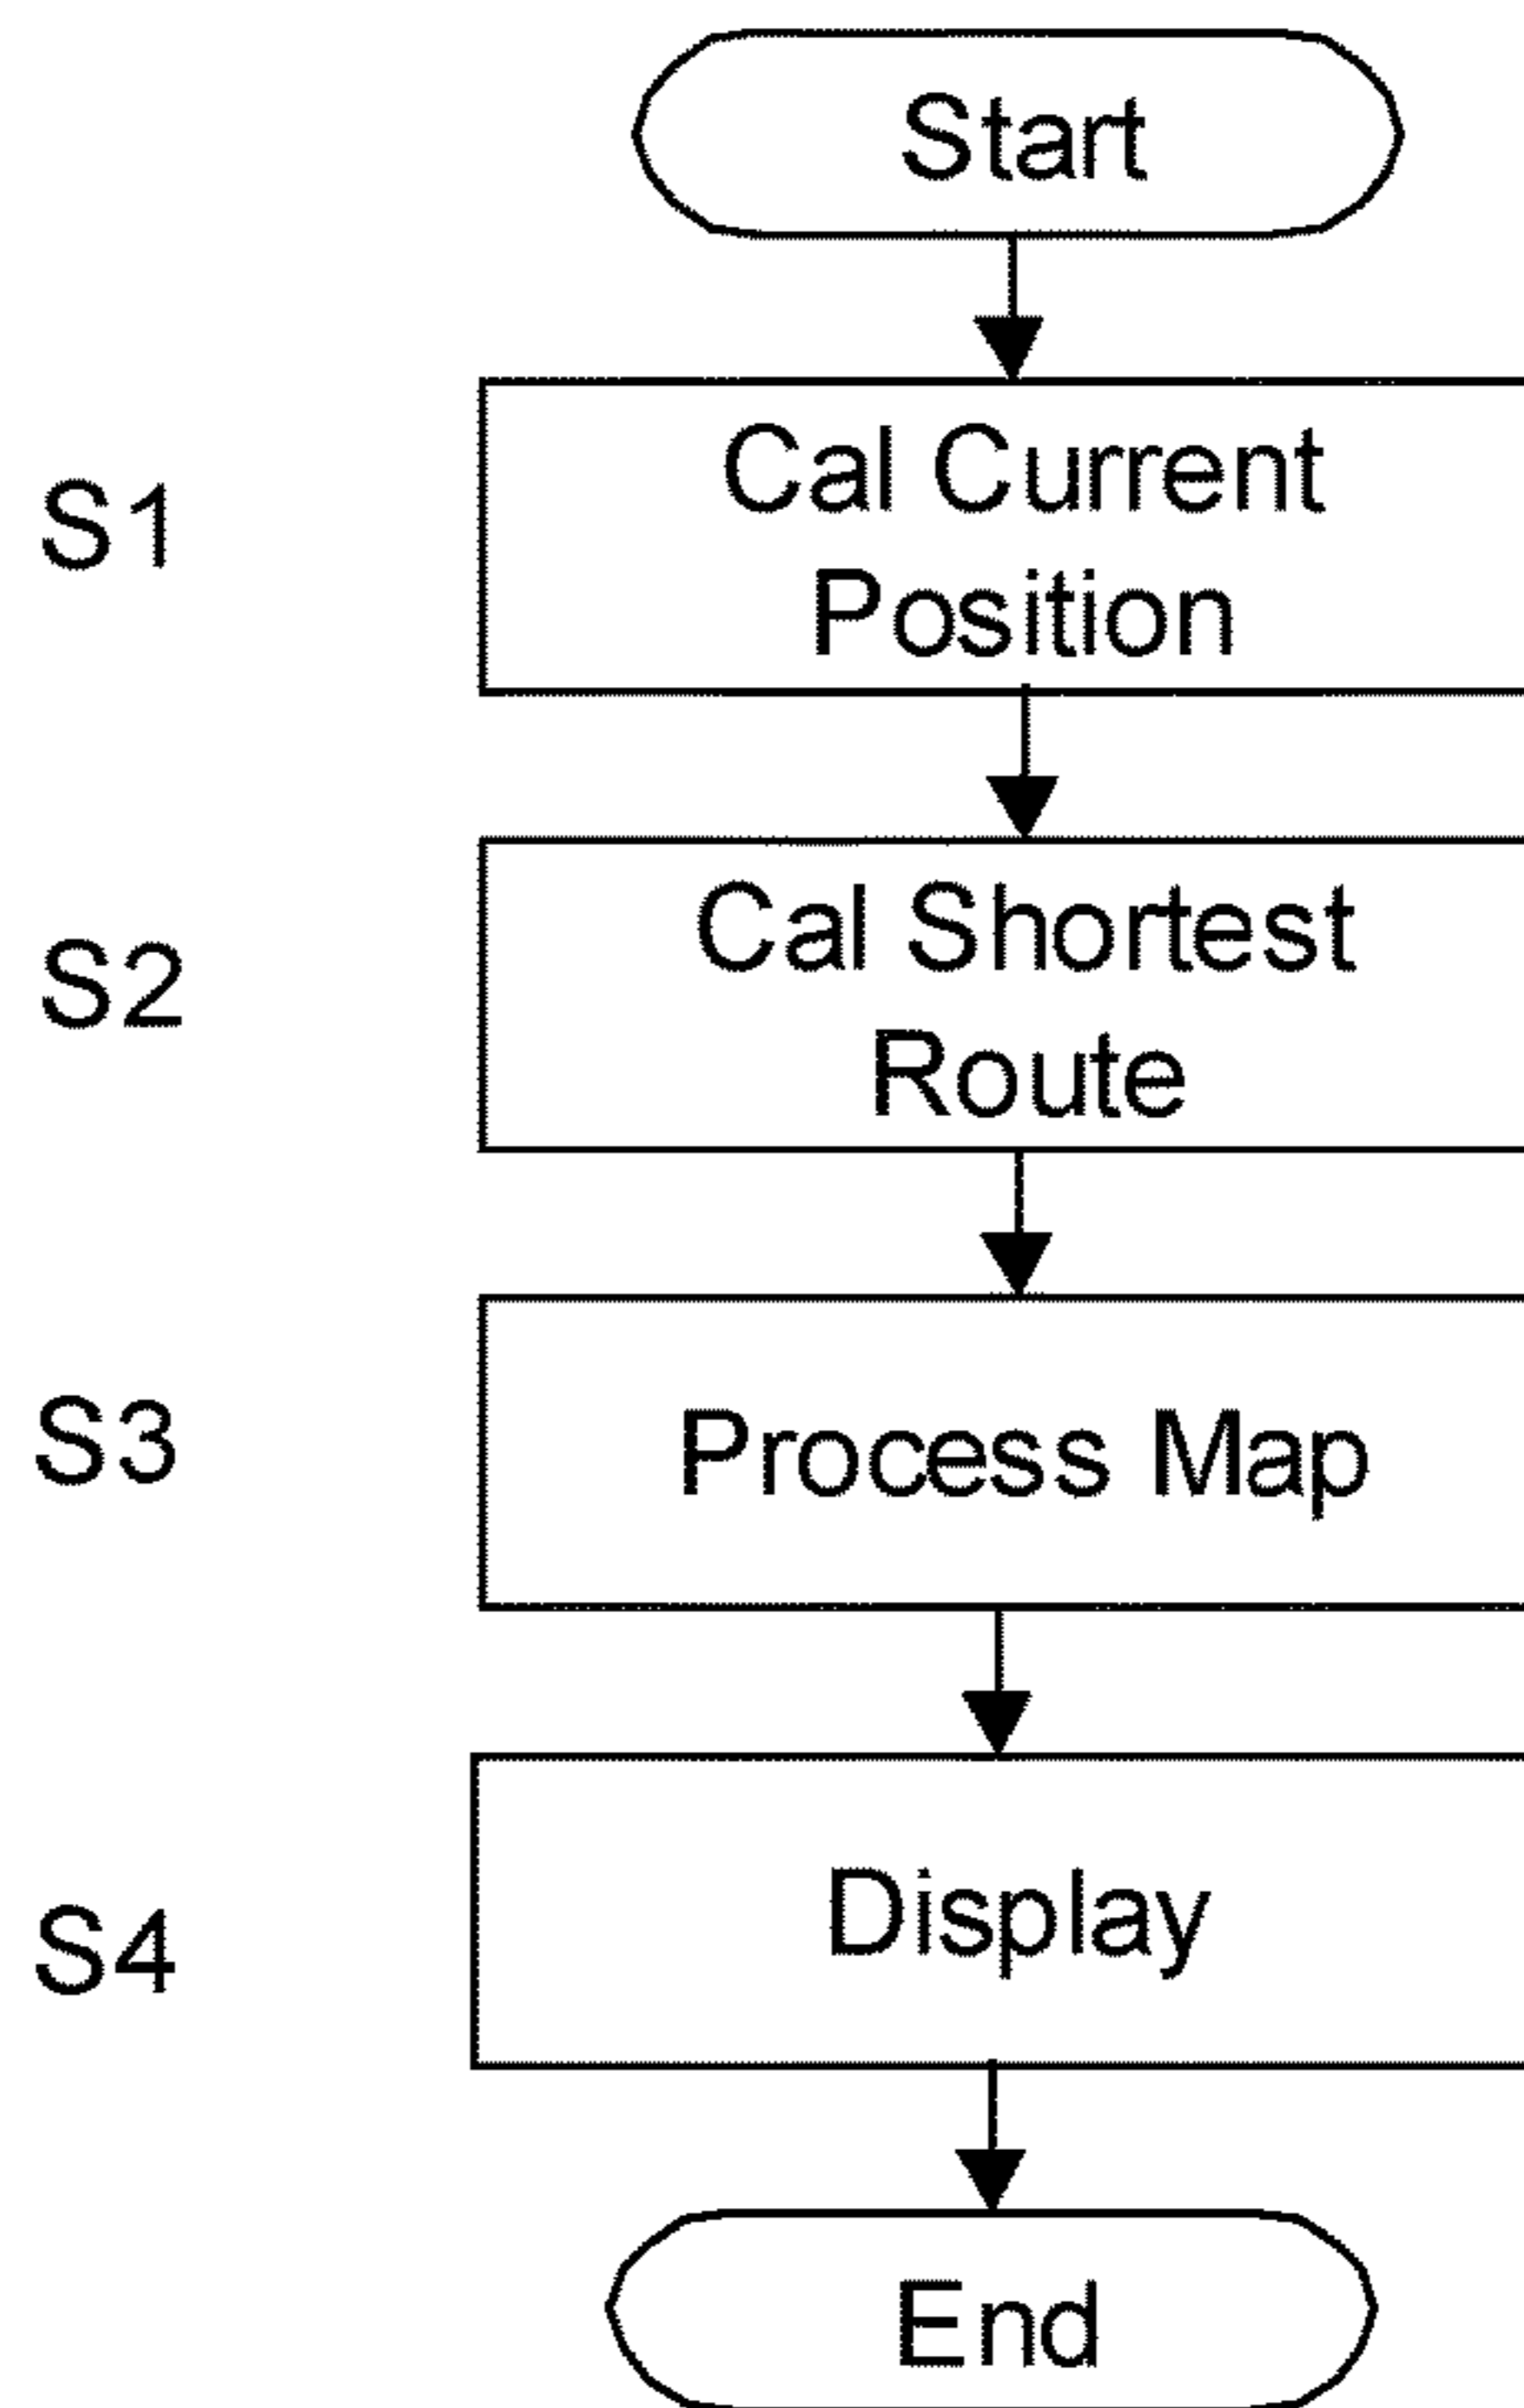 Start
S1
Cal Current
Position
S2
Cal Shortest
Route
S3
Process Map
S4
Display
End